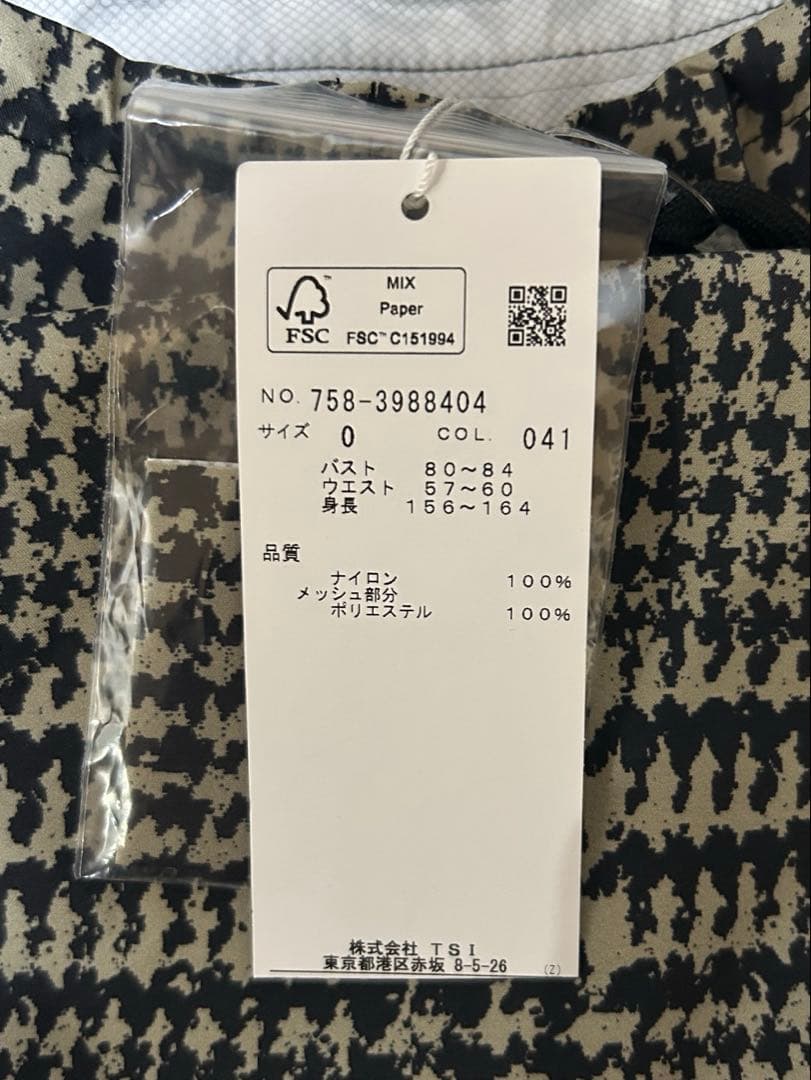 MIX
Paper
FSC™ C151994
FSC
NO. 758-3988404
サイズ 0 COL. 041
バスト 80～84
ウエスト 57～60
身長 156～164
品質
ナイロン 100%
メッシュ部分
ポリエステル 100%
株式会社 TSI
東京都港区赤坂 8-5-26 (Z)